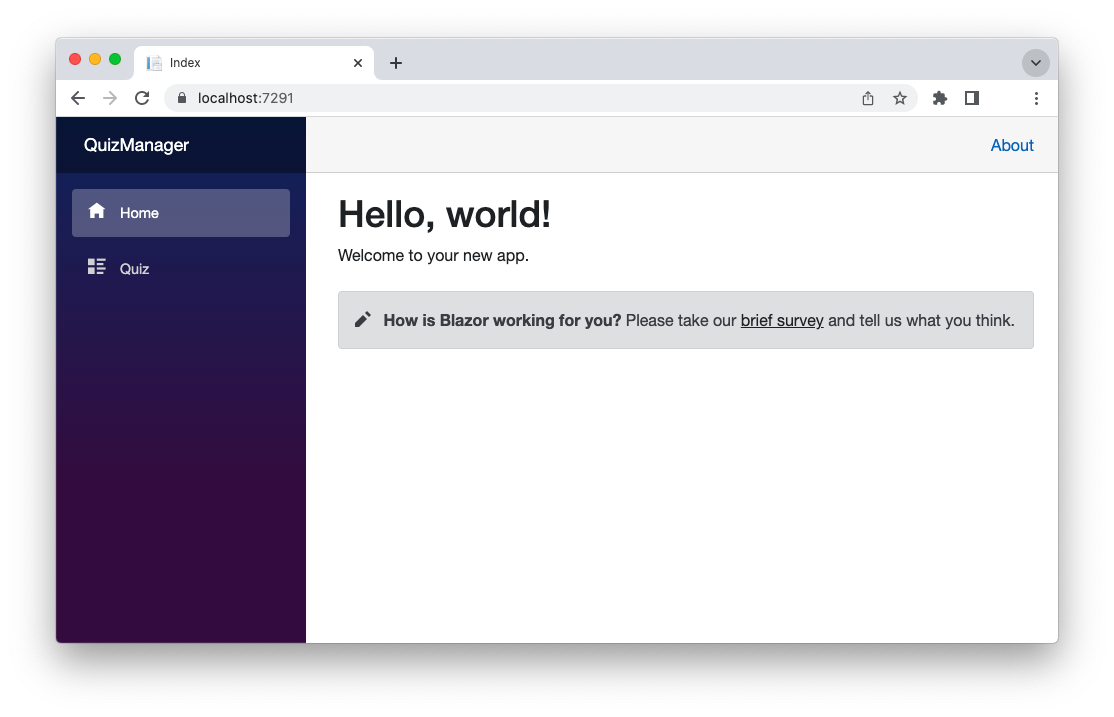 Index
localhost:7291
QuizManager
About
Home
Quiz
Hello, world!
Welcome to your new app.
How is Blazor working for you? Please take our brief survey and tell us what you think.